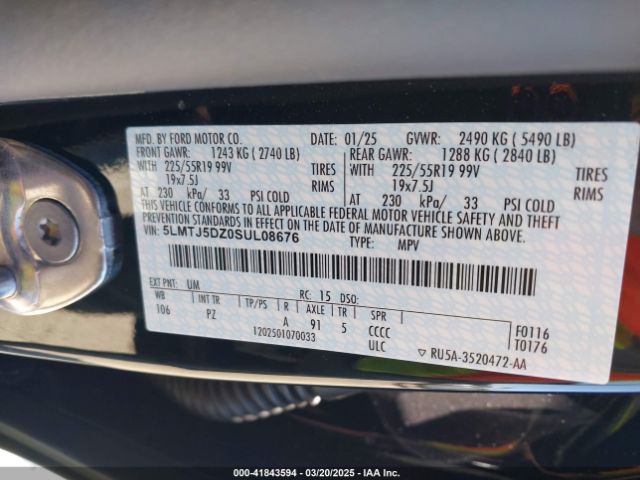 MFD. BY FORD MOTOR CO. DATE: 01/25 GVWR: 2490 KG ( 5490 LB)
FRONT GAWR: 1243 KG ( 2740 LB) REAR GAWR: 1288 KG ( 2840 LB)
WITH 225/55R19 99V TIRES WITH 225/55R19 99V TIRES
19x7.5J RIMS 19x7.5J RIMS
AT 230 kPa/ 33 PSI COLD AT 230 kPa/ 33 PSI COLD
THIS VEHICLE CONFORMS TO ALL APPLICABLE FEDERAL MOTOR VEHICLE SAFETY AND THEFT
PREVENTION STANDARDS IN EFFECT ON THE DATE OF MANUFACTURE SHOWN ABOVE.
VIN: 5LMTJ5DZ0SUL08676 TYPE: MPV
EXT PNT: UM RC: 15 DSO:
WB INT TR TP/PS R AXLE TR SPR
106 PZ A 91 5 CCCC F0116
1202501070033 ULC T0176
RU5A-3520472-AA
000-41843594 — 03/20/2025 — IAA Inc.